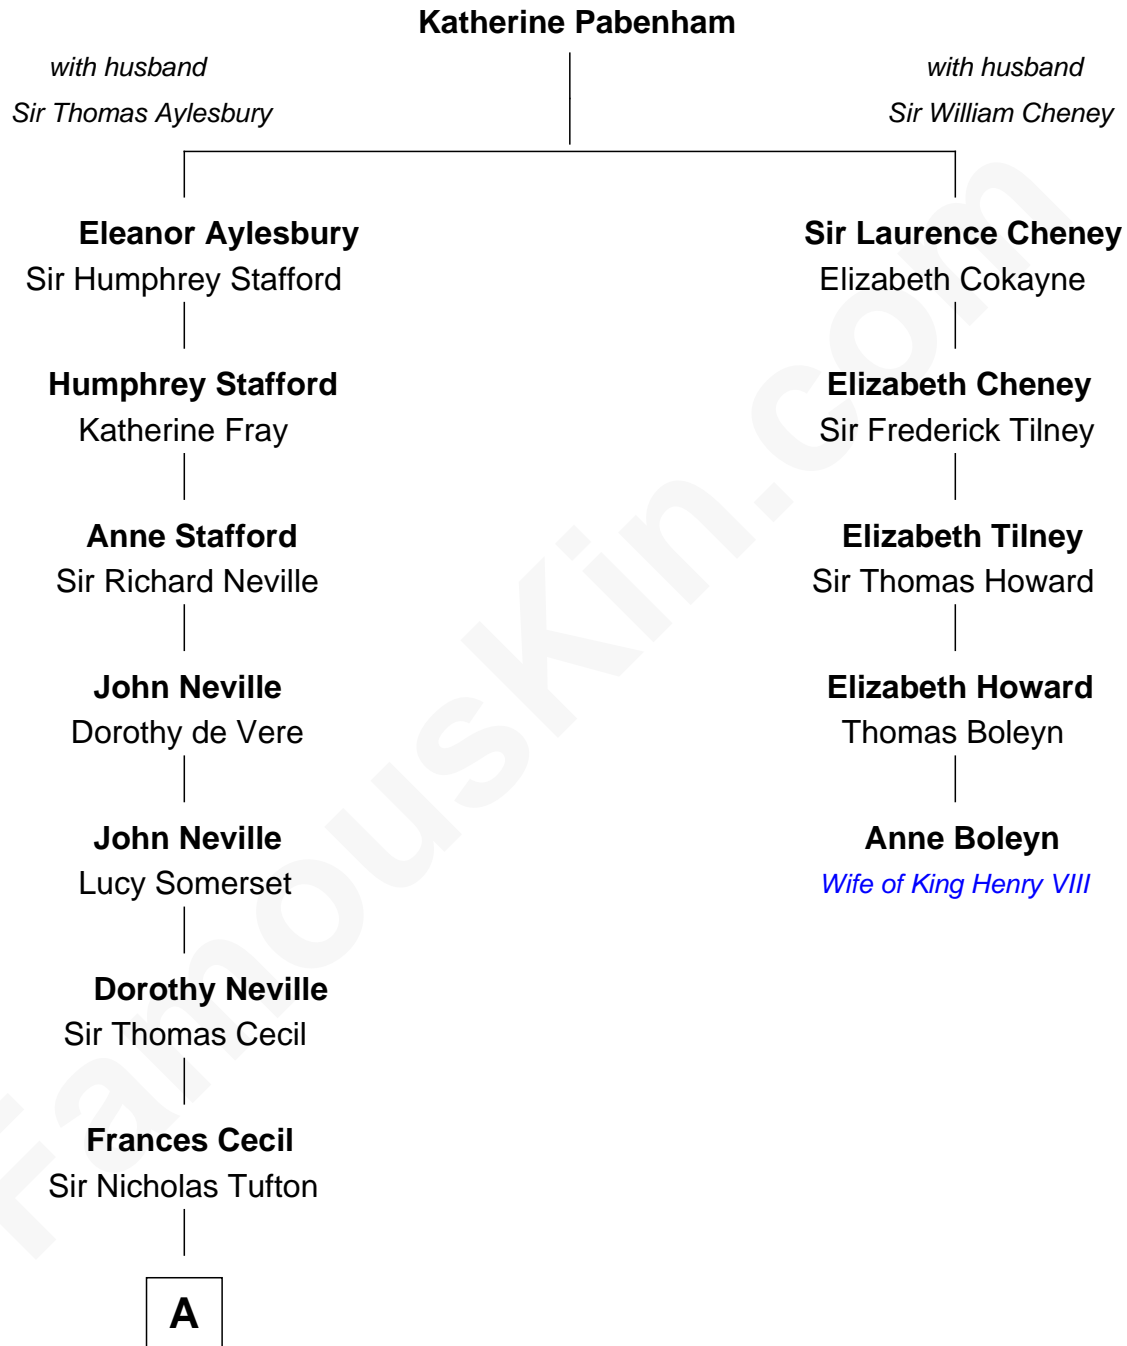 Katherine Pabenham
with husband
Sir Thomas Aylesbury
with husband
Sir William Cheney
Eleanor Aylesbury
Sir Humphrey Stafford
Sir Laurence Cheney
Elizabeth Cokayne
Humphrey Stafford
Katherine Fray
Elizabeth Cheney
Sir Frederick Tilney
Anne Stafford
Sir Richard Neville
Elizabeth Tilney
Sir Thomas Howard
John Neville
Dorothy de Vere
Elizabeth Howard
Thomas Boleyn
John Neville
Lucy Somerset
Anne Boleyn
Wife of King Henry VIII
Dorothy Neville
Sir Thomas Cecil
Frances Cecil
Sir Nicholas Tufton
A
FamousKin.com